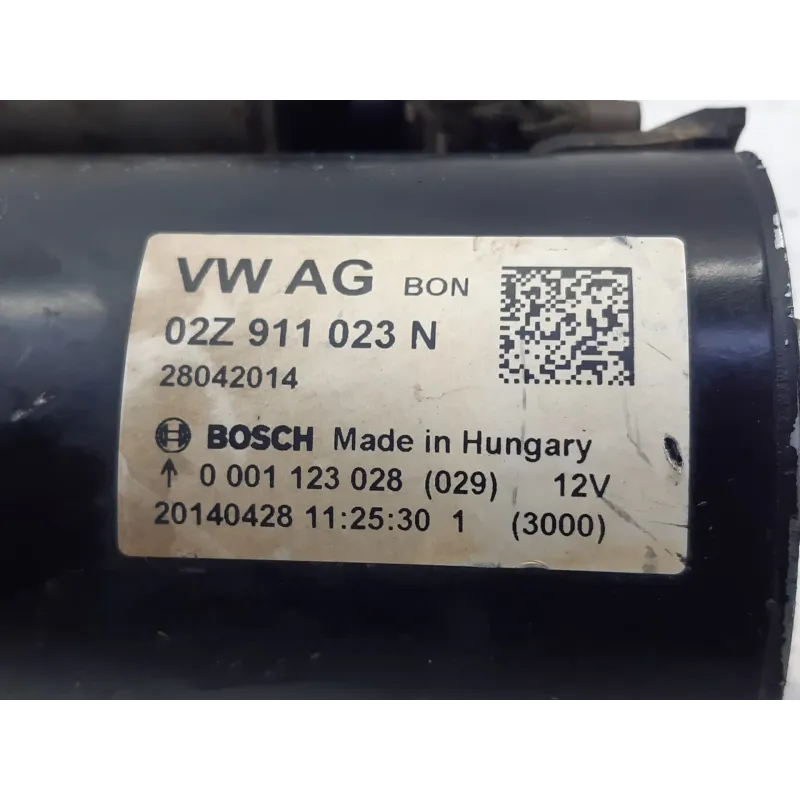 VW AG BON
02Z 911 023 N
28042014
BOSCH Made in Hungary
↑ 0 001 123 028 (029) 12V
20140428 11:25:30 1 (3000)